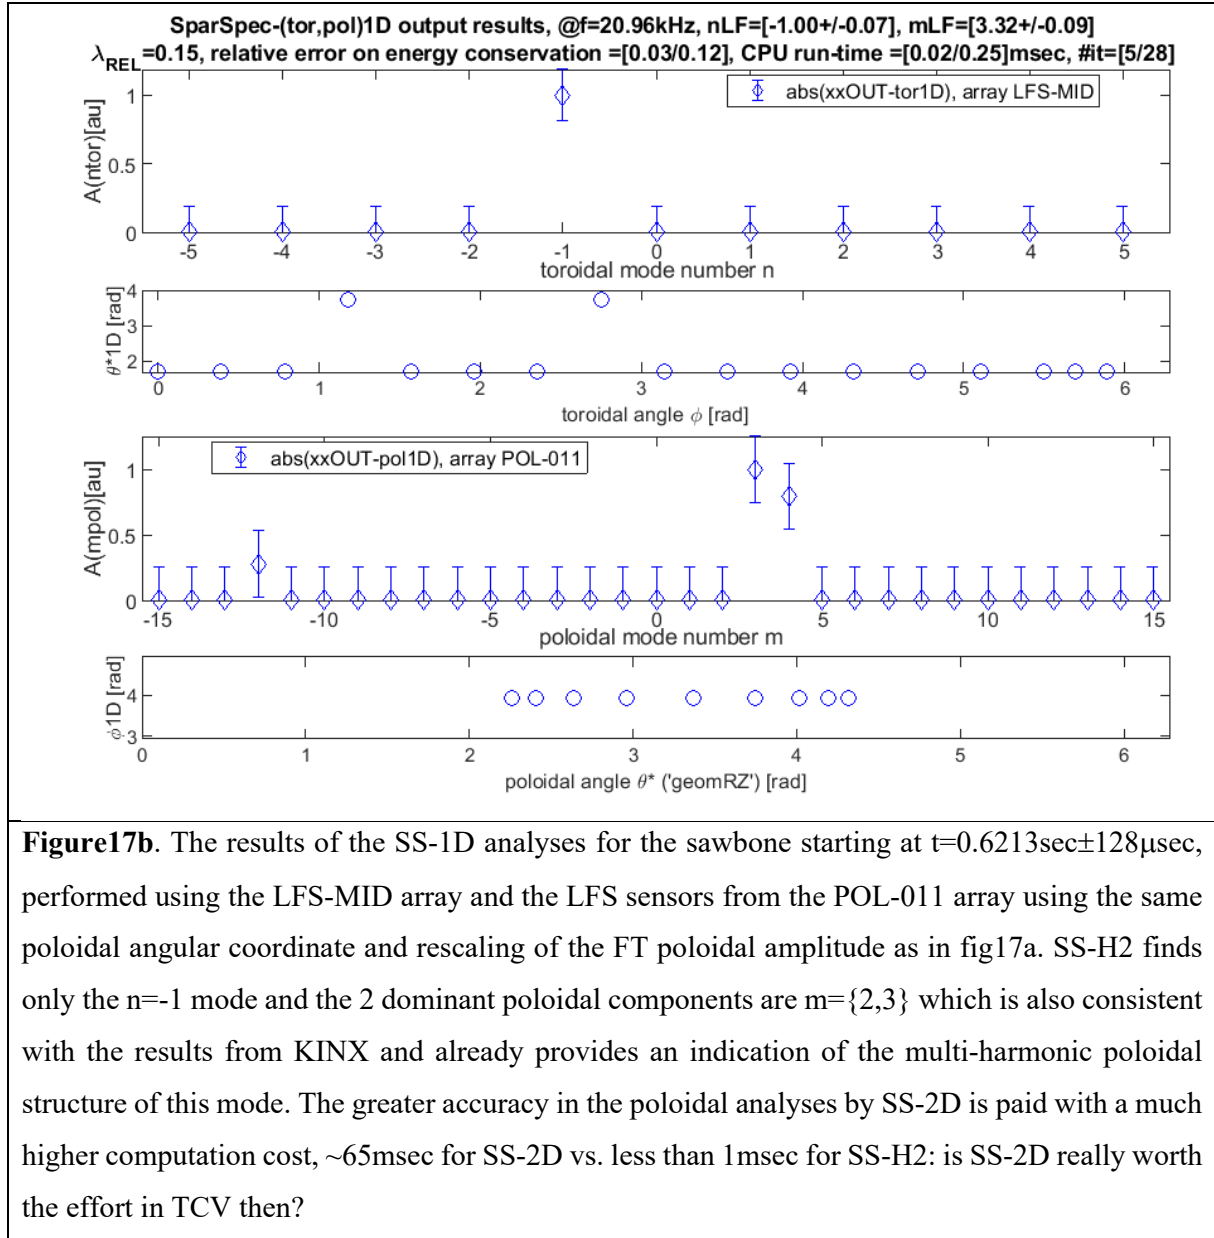 SparSpec-(tor,pol)1D output results, @f=20.96kHz, nLF=[-1.00+/-0.07], mLF=[3.32+/-0.09]
λREL=0.15, relative error on energy conservation =[0.03/0.12], CPU run-time =[0.02/0.25]msec, #it=[5/28]
abs(xxOUT-tor1D), array LFS-MID
A(ntor)[au]
1
0.5
0
-5 -4 -3 -2 -1 0 1 2 3 4 5
toroidal mode number n
θ*1D [rad]
4
3
2
0 1 2 3 4 5 6
toroidal angle ϕ [rad]
abs(xxOUT-pol1D), array POL-011
A(mpol)[au]
1
0.5
0
-15 -10 -5 0 5 10 15
poloidal mode number m
ϕ1D [rad]
4
3
0 1 2 3 4 5 6
poloidal angle θ* ('geomRZ') [rad]
Figure17b. The results of the SS-1D analyses for the sawbone starting at t=0.6213sec±128μsec,
performed using the LFS-MID array and the LFS sensors from the POL-011 array using the same
poloidal angular coordinate and rescaling of the FT poloidal amplitude as in fig17a. SS-H2 finds
only the n=-1 mode and the 2 dominant poloidal components are m={2,3} which is also consistent
with the results from KINX and already provides an indication of the multi-harmonic poloidal
structure of this mode. The greater accuracy in the poloidal analyses by SS-2D is paid with a much
higher computation cost, ~65msec for SS-2D vs. less than 1msec for SS-H2: is SS-2D really worth
the effort in TCV then?